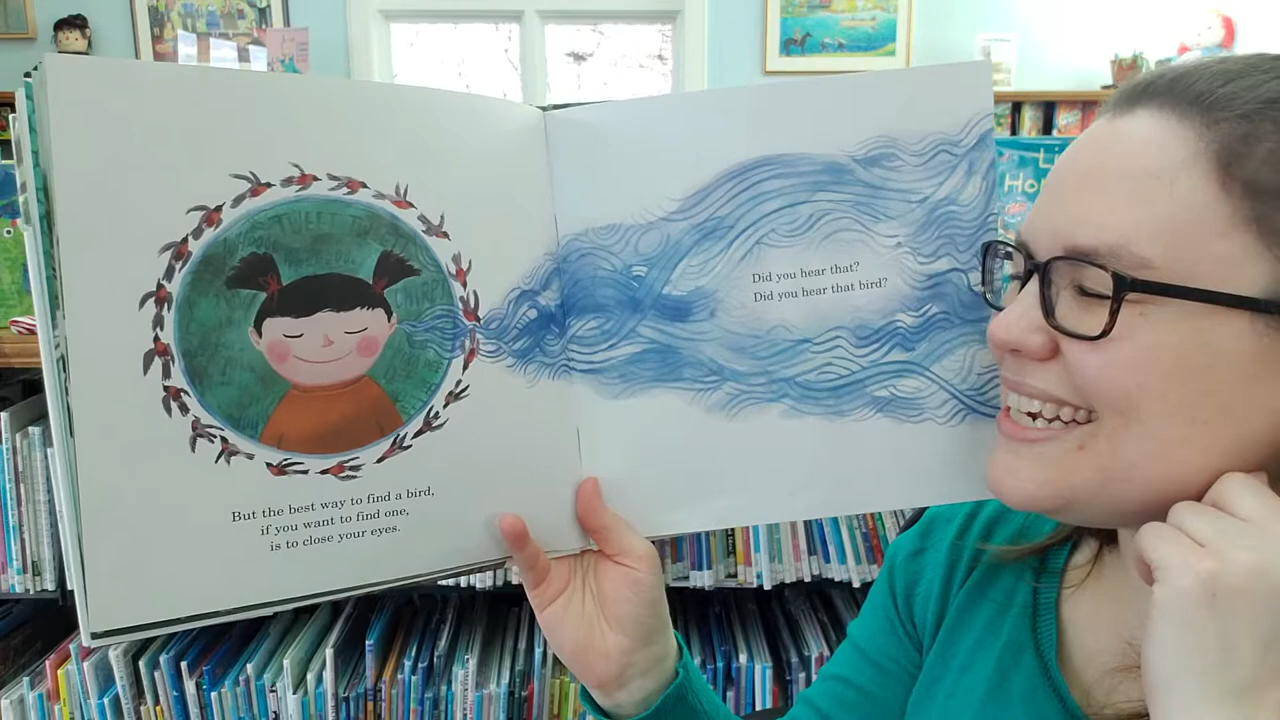 TWEET
But the best way to find a bird,
if you want to find one,
is to close your eyes.
Did you hear that?
Did you hear that bird?